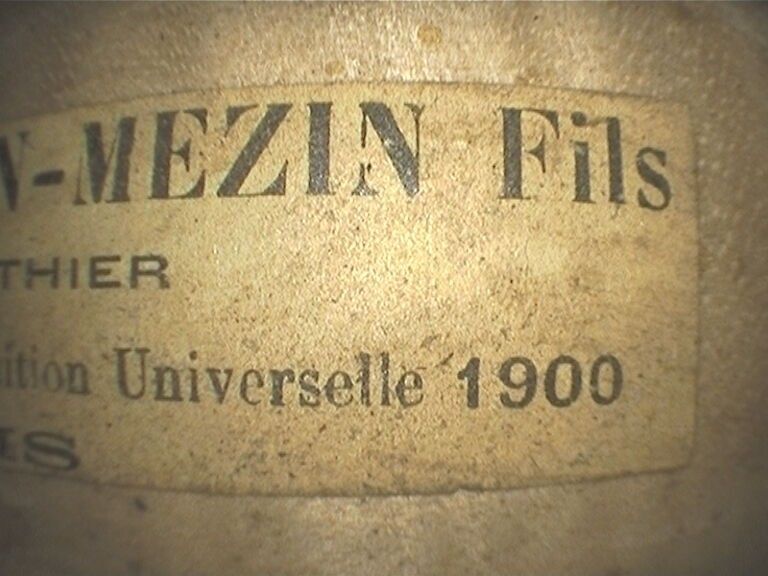 N-MEZIN Fils
THIER
ition Universelle 1900
IS